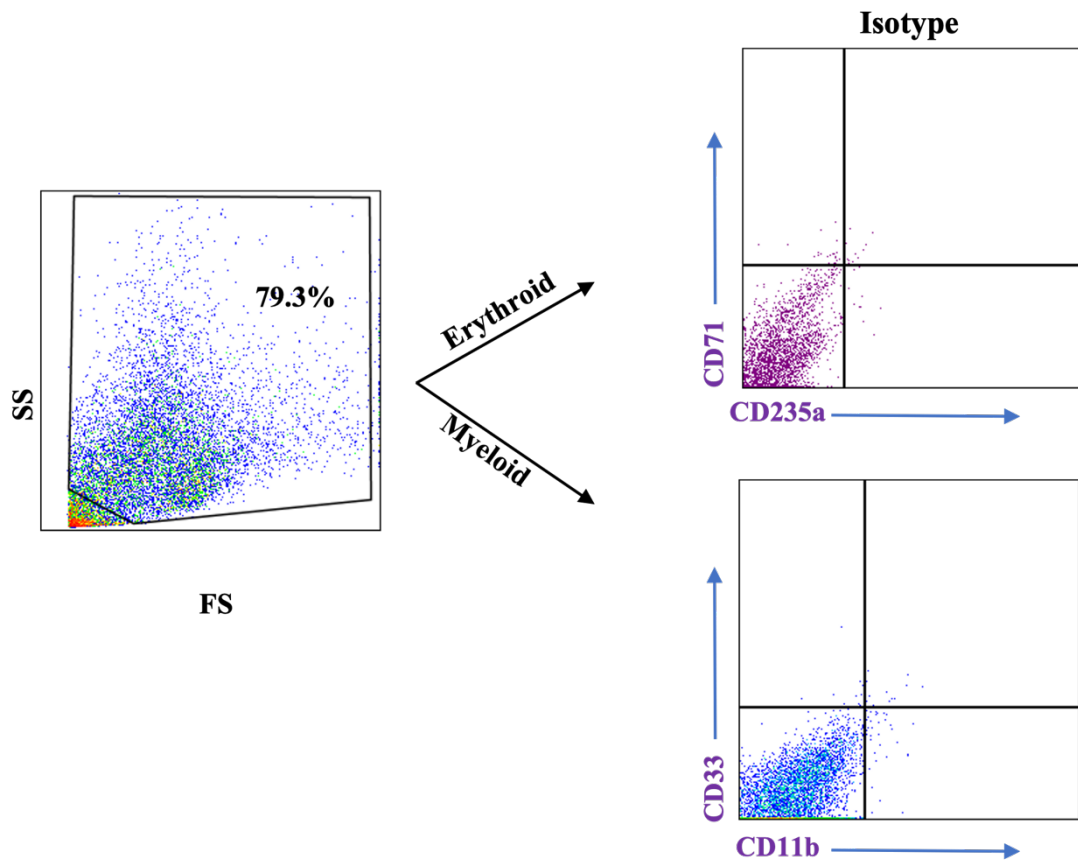 Isotype
79.3%
SS
FS
Erythroid
Myeloid
CD71
CD235a
CD33
CD11b